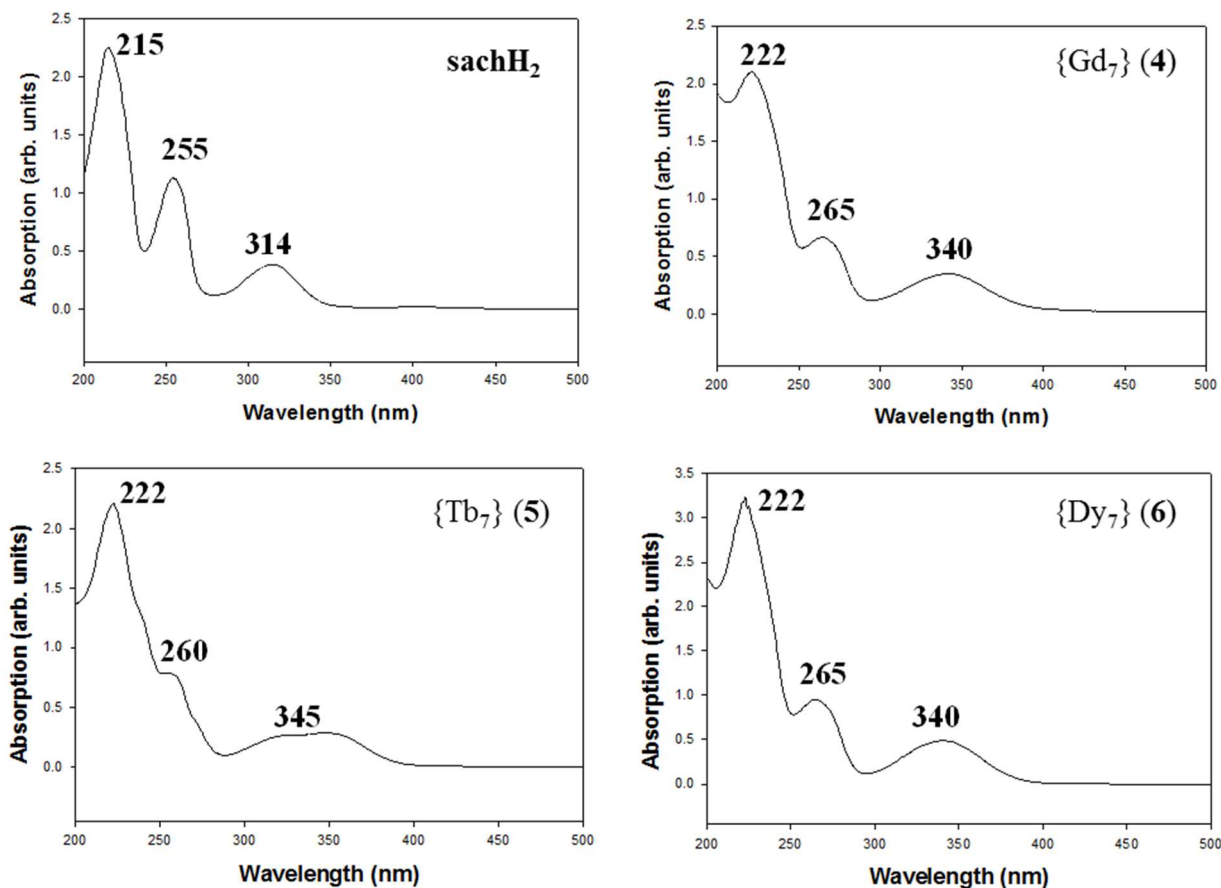 sachH₂
215
255
314
Absorption (arb. units)
2.5
2.0
1.5
1.0
0.5
0.0
200 250 300 350 400 450 500
Wavelength (nm)
{Gd₇} (4)
222
265
340
Absorption (arb. units)
2.5
2.0
1.5
1.0
0.5
0.0
200 250 300 350 400 450 500
Wavelength (nm)
{Tb₇} (5)
222
260
345
Absorption (arb. units)
2.5
2.0
1.5
1.0
0.5
0.0
200 250 300 350 400 450 500
Wavelength (nm)
{Dy₇} (6)
222
265
340
Absorption (arb. units)
3.5
3.0
2.5
2.0
1.5
1.0
0.5
0.0
200 250 300 350 400 450 500
Wavelength (nm)